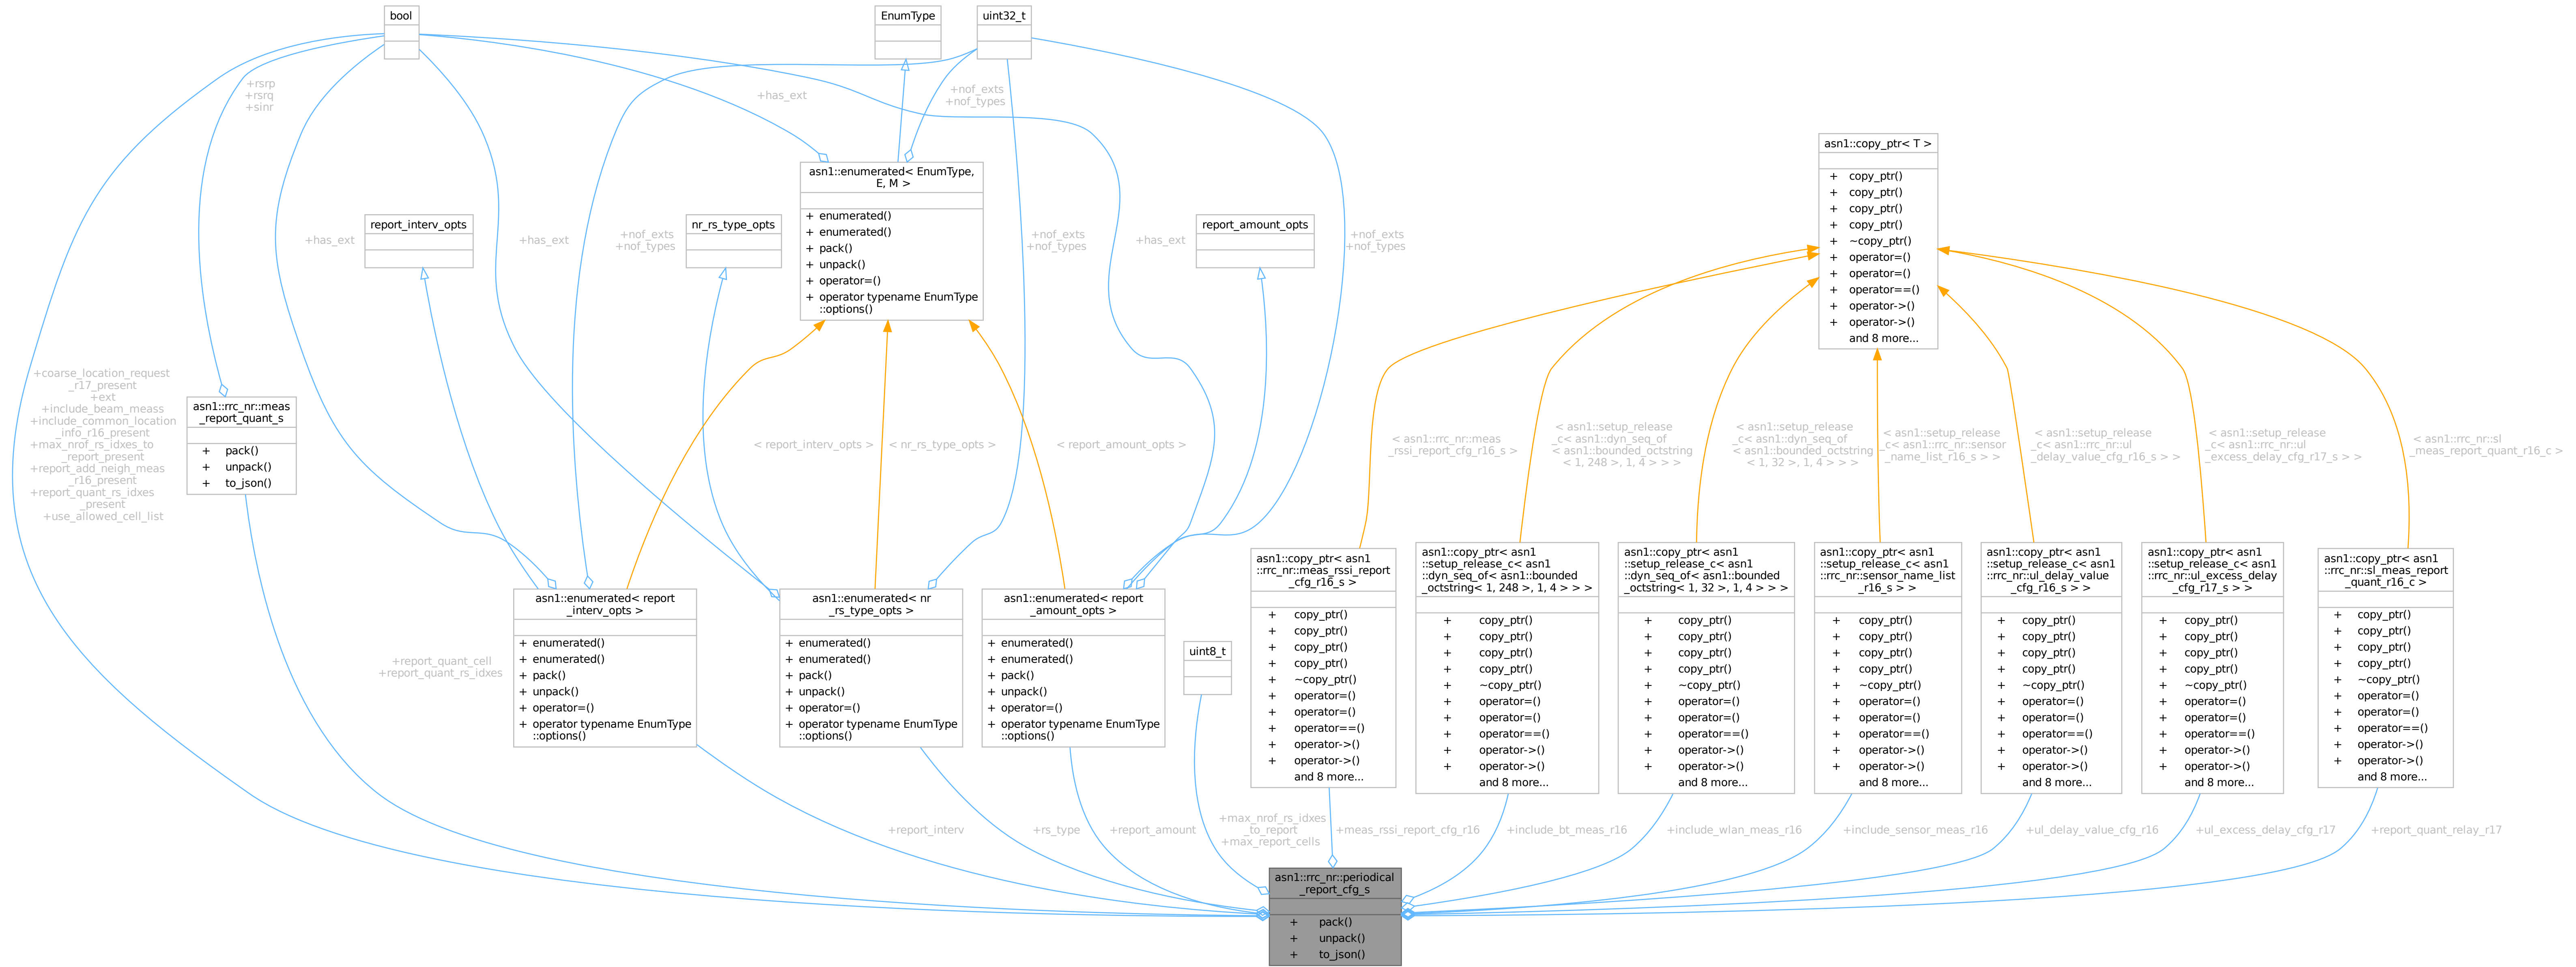 bool
EnumType
uint32_t
+rsrp
+rsrq
+sinr
+has_ext
+nof_exts
+nof_types
asn1::copy_ptr< T >
+ copy_ptr()
+ copy_ptr()
+ copy_ptr()
+ copy_ptr()
+ ~copy_ptr()
+ operator=()
+ operator=()
+ operator==()
+ operator->()
+ operator->()
and 8 more...
asn1::enumerated< EnumType,
E, M >
+ enumerated()
+ enumerated()
+ pack()
+ unpack()
+ operator=()
+ operator typename EnumType
::options()
report_interv_opts
nr_rs_type_opts
report_amount_opts
+has_ext
+has_ext
+nof_exts
+nof_types
+nof_exts
+nof_types
+has_ext
+nof_exts
+nof_types
+coarse_location_request
_r17_present
+ext
+include_beam_meass
+include_common_location
_info_r16_present
+max_nrof_rs_idxes_to
_report_present
+report_add_neigh_meas
_r16_present
+report_quant_rs_idxes
_present
+use_allowed_cell_list
asn1::rrc_nr::meas
_report_quant_s
+ pack()
+ unpack()
+ to_json()
< report_interv_opts >
< nr_rs_type_opts >
< report_amount_opts >
< asn1::rrc_nr::meas
_rssi_report_cfg_r16_s >
< asn1::setup_release
_c< asn1::dyn_seq_of
< asn1::bounded_octstring
< 1, 248 >, 1, 4 > > >
< asn1::setup_release
_c< asn1::dyn_seq_of
< asn1::bounded_octstring
< 1, 32 >, 1, 4 > > >
< asn1::setup_release
_c< asn1::rrc_nr::sensor
_name_list_r16_s > >
< asn1::setup_release
_c< asn1::rrc_nr::ul
_delay_value_cfg_r16_s > >
< asn1::setup_release
_c< asn1::rrc_nr::ul
_excess_delay_cfg_r17_s > >
< asn1::rrc_nr::sl
_meas_report_quant_r16_c >
asn1::enumerated< report
_interv_opts >
+ enumerated()
+ enumerated()
+ pack()
+ unpack()
+ operator=()
+ operator typename EnumType
::options()
asn1::enumerated< nr
_rs_type_opts >
+ enumerated()
+ enumerated()
+ pack()
+ unpack()
+ operator=()
+ operator typename EnumType
::options()
asn1::enumerated< report
_amount_opts >
+ enumerated()
+ enumerated()
+ pack()
+ unpack()
+ operator=()
+ operator typename EnumType
::options()
uint8_t
asn1::copy_ptr< asn1
::rrc_nr::meas_rssi_report
_cfg_r16_s >
+ copy_ptr()
+ copy_ptr()
+ copy_ptr()
+ copy_ptr()
+ ~copy_ptr()
+ operator=()
+ operator=()
+ operator==()
+ operator->()
+ operator->()
and 8 more...
asn1::copy_ptr< asn1
::setup_release_c< asn1
::dyn_seq_of< asn1::bounded
_octstring< 1, 248 >, 1, 4 > > >
+ copy_ptr()
+ copy_ptr()
+ copy_ptr()
+ copy_ptr()
+ ~copy_ptr()
+ operator=()
+ operator=()
+ operator==()
+ operator->()
+ operator->()
and 8 more...
asn1::copy_ptr< asn1
::setup_release_c< asn1
::dyn_seq_of< asn1::bounded
_octstring< 1, 32 >, 1, 4 > > >
+ copy_ptr()
+ copy_ptr()
+ copy_ptr()
+ copy_ptr()
+ ~copy_ptr()
+ operator=()
+ operator=()
+ operator==()
+ operator->()
+ operator->()
and 8 more...
asn1::copy_ptr< asn1
::setup_release_c< asn1
::rrc_nr::sensor_name_list
_r16_s > >
+ copy_ptr()
+ copy_ptr()
+ copy_ptr()
+ copy_ptr()
+ ~copy_ptr()
+ operator=()
+ operator=()
+ operator==()
+ operator->()
+ operator->()
and 8 more...
asn1::copy_ptr< asn1
::setup_release_c< asn1
::rrc_nr::ul_delay_value
_cfg_r16_s > >
+ copy_ptr()
+ copy_ptr()
+ copy_ptr()
+ copy_ptr()
+ ~copy_ptr()
+ operator=()
+ operator=()
+ operator==()
+ operator->()
+ operator->()
and 8 more...
asn1::copy_ptr< asn1
::setup_release_c< asn1
::rrc_nr::ul_excess_delay
_cfg_r17_s > >
+ copy_ptr()
+ copy_ptr()
+ copy_ptr()
+ copy_ptr()
+ ~copy_ptr()
+ operator=()
+ operator=()
+ operator==()
+ operator->()
+ operator->()
and 8 more...
asn1::copy_ptr< asn1
::rrc_nr::sl_meas_report
_quant_r16_c >
+ copy_ptr()
+ copy_ptr()
+ copy_ptr()
+ copy_ptr()
+ ~copy_ptr()
+ operator=()
+ operator=()
+ operator==()
+ operator->()
+ operator->()
and 8 more...
+report_quant_cell
+report_quant_rs_idxes
+report_interv
+rs_type
+report_amount
+max_nrof_rs_idxes
_to_report
+max_report_cells
+meas_rssi_report_cfg_r16
+include_bt_meas_r16
+include_wlan_meas_r16
+include_sensor_meas_r16
+ul_delay_value_cfg_r16
+ul_excess_delay_cfg_r17
+report_quant_relay_r17
asn1::rrc_nr::periodical
_report_cfg_s
+ pack()
+ unpack()
+ to_json()